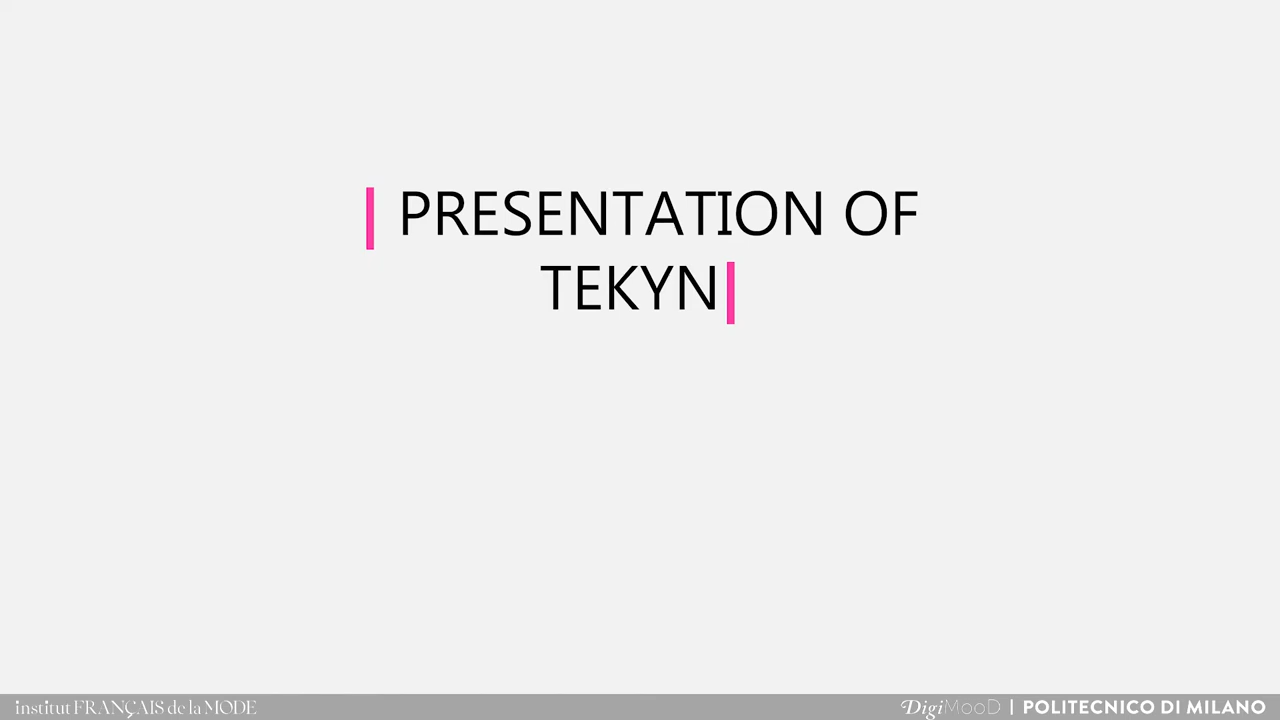 | PRESENTATION OF
TEKYN|
institut FRANÇAIS de la MODE
DigiMooD | POLITECNICO DI MILANO